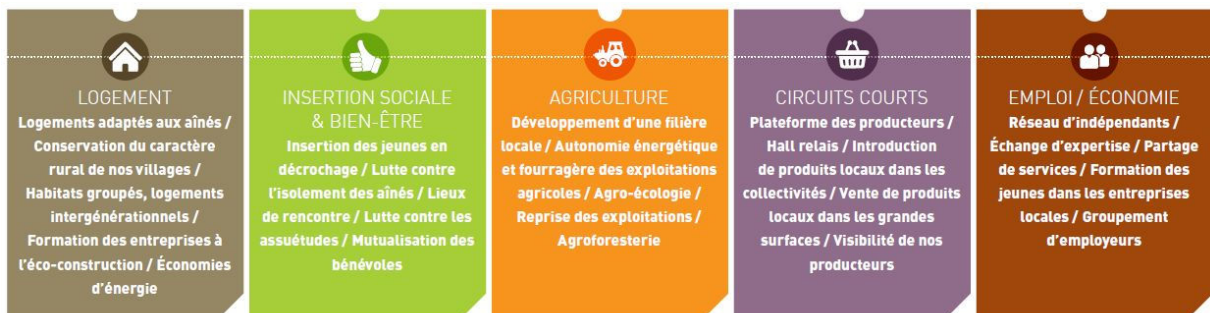 LOGEMENT
Logements adaptés aux aînés /
Conservation du caractère
rural de nos villages /
Habitats groupés, logements
intergénérationnels /
Formation des entreprises à
l'éco-construction / Économies
d'énergie
INSERTION SOCIALE
& BIEN-ÊTRE
Insertion des jeunes en
décrochage / Lutte contre
l'isolement des aînés / Lieux
de rencontre / Lutte contre les
assuétudes / Mutualisation des
bénévoles
AGRICULTURE
Développement d'une filière
locale / Autonomie énergétique
et fourragère des exploitations
agricoles / Agro-écologie /
Reprise des exploitations /
Agroforesterie
CIRCUITS COURTS
Plateforme des producteurs /
Hall relais / Introduction
de produits locaux dans les
collectivités / Vente de produits
locaux dans les grandes
surfaces / Visibilité de nos
producteurs
EMPLOI / ÉCONOMIE
Réseau d'indépendants /
Échange d'expertise / Partage
de services / Formation des
jeunes dans les entreprises
locales / Groupement
d'employeurs